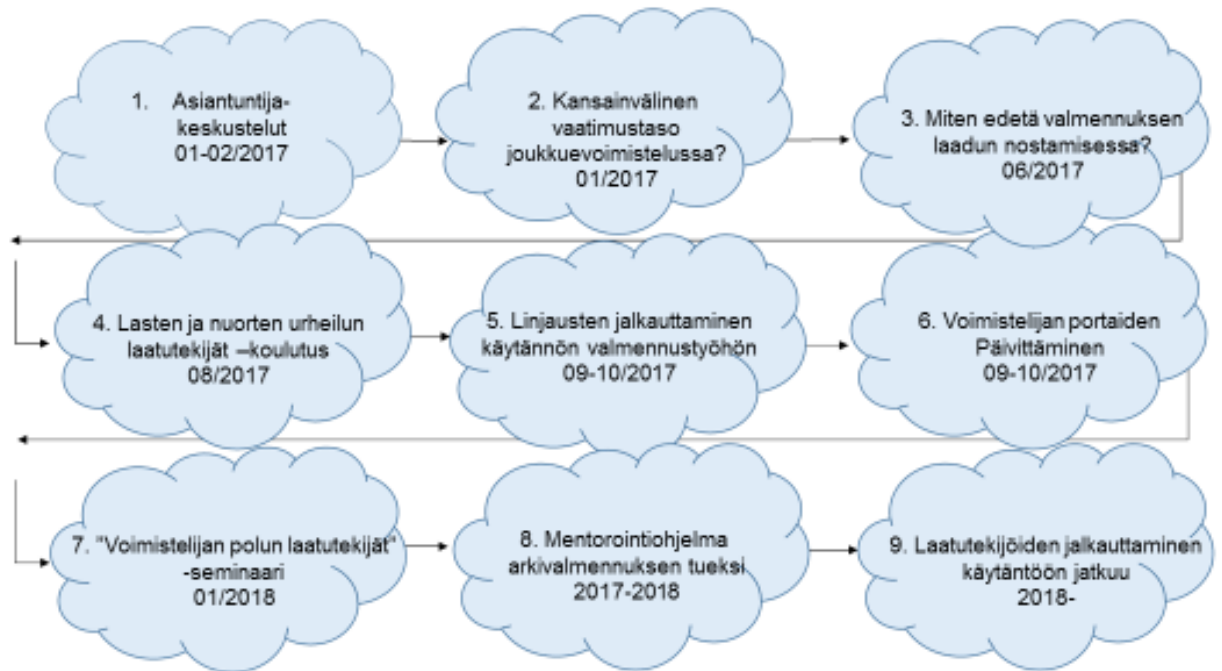 1. Asiantuntija-
keskustelut
01-02/2017
2. Kansainvälinen
vaatimustaso
joukkuevoimistelussa?
01/2017
3. Miten edetä valmennuksen
laadun nostamisessa?
06/2017
4. Lasten ja nuorten urheilun
laatutekijät –koulutus
08/2017
5. Linjausten jalkauttaminen
käytännön valmennustyöhön
09-10/2017
6. Voimistelijan portaiden
Päivittäminen
09-10/2017
7. "Voimistelijan polun laatutekijät"
-seminaari
01/2018
8. Mentorointiohjelma
arkivalmennuksen tueksi
2017-2018
9. Laatutekijöiden jalkauttaminen
käytäntöön jatkuu
2018-